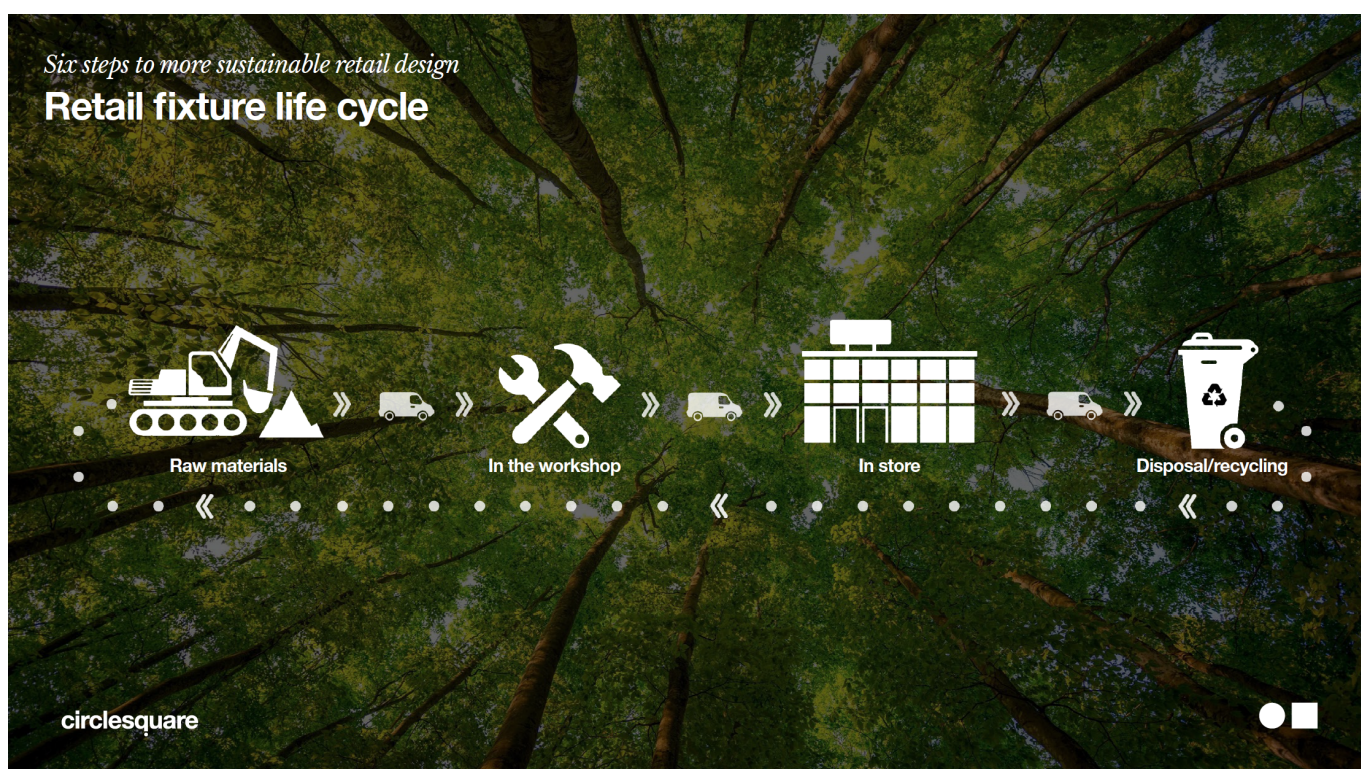 Six steps to more sustainable retail design
Retail fixture life cycle
Raw materials
In the workshop
In store
Disposal/recycling
circlesquare